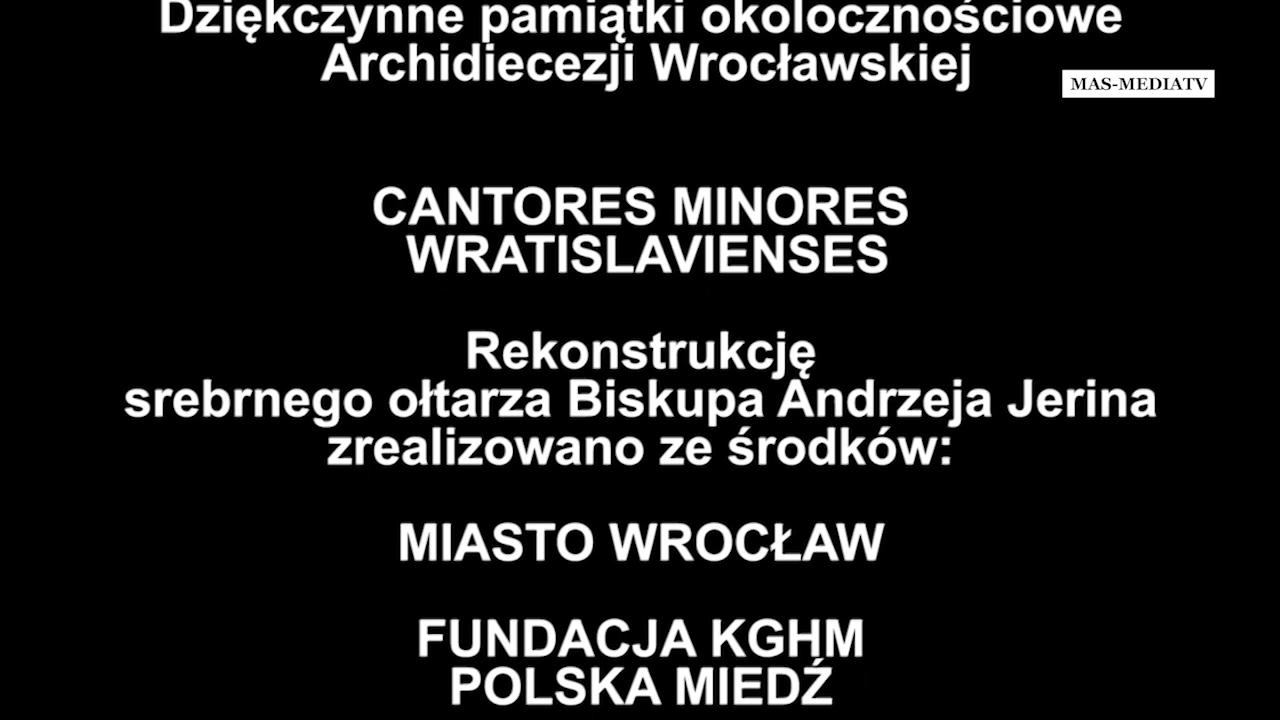 Dziękczynne pamiątki okolocznościowe
Archidiecezji Wrocławskiej
MAS-MEDIATV
CANTORES MINORES
WRATISLAVIENSES
Rekonstrukcję
srebrnego ołtarza Biskupa Andrzeja Jerina
zrealizowano ze środków:
MIASTO WROCŁAW
FUNDACJA KGHM
POLSKA MIEDŹ